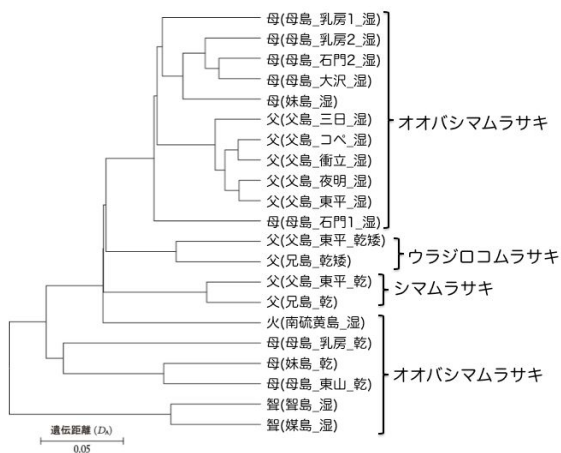 母(母島_乳房1_湿)
母(母島_乳房2_湿)
母(母島_石門2_湿)
母(母島_大沢_湿)
母(妹島_湿)
父(父島_三日_湿)
父(父島_コペ_湿)
父(父島_衝立_湿)
父(父島_夜明_湿)
父(父島_東平_湿)
母(母島_石門1_湿)
オオバシマムラサキ
父(父島_東平_乾矮)
父(兄島_乾矮)
ウラジロコムラサキ
父(父島_東平_乾)
父(兄島_乾)
シマムラサキ
火(南硫黄島_湿)
母(母島_乳房_乾)
母(妹島_乾)
母(母島_東山_乾)
聟(聟島_湿)
聟(媒島_湿)
オオバシマムラサキ
遺伝距離 (DA)
0.05